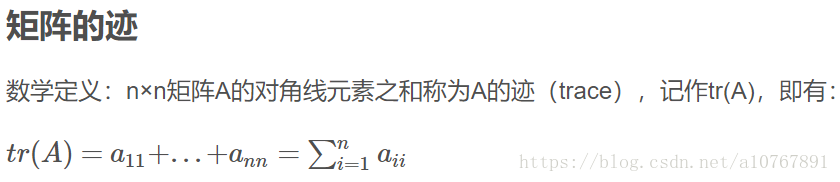 矩阵的迹
数学定义：n×n矩阵A的对角线元素之和称为A的迹（trace），记作tr(A)，即有：
tr(A) = a₁₁+…+aₙₙ = ∑ⁿᵢ₌₁ aᵢᵢ
https://blog.csdn.net/a10767891